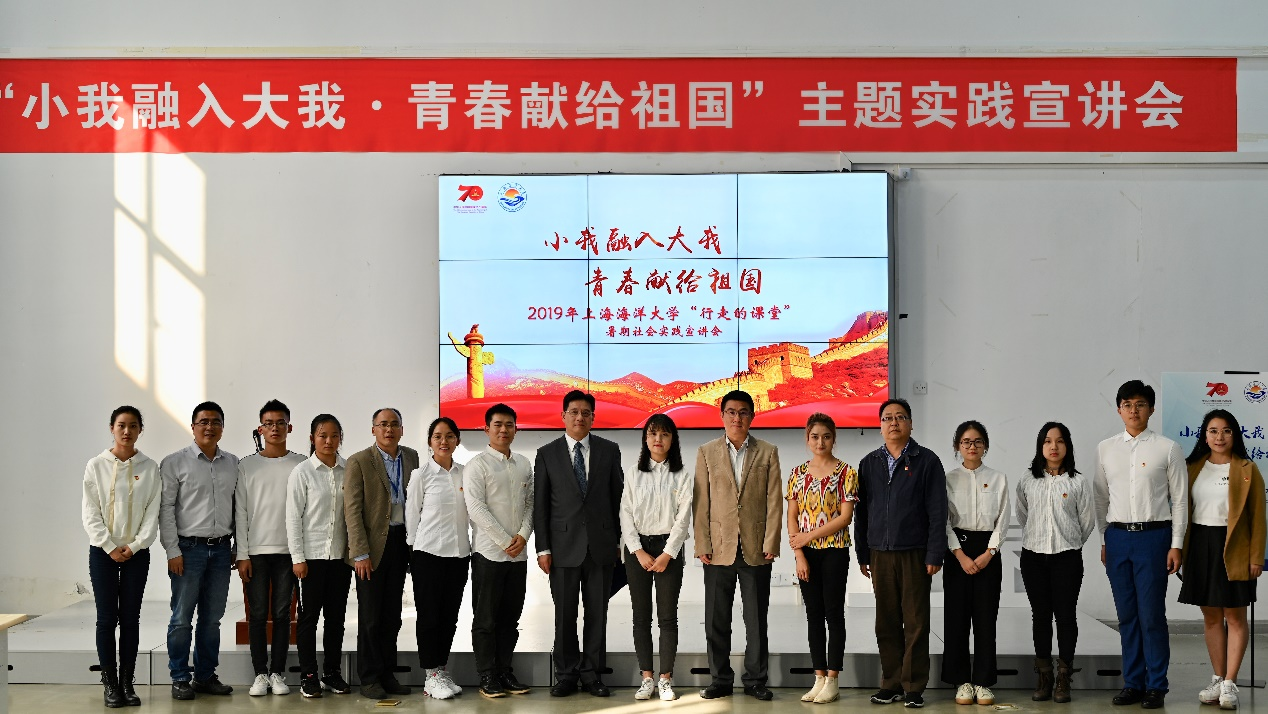 “小我融入大我·青春献给祖国”主题实践宣讲会
70
小我融入大我
青春献给祖国
2019年上海海洋大学“行走的课堂”
暑期社会实践宣讲会
70